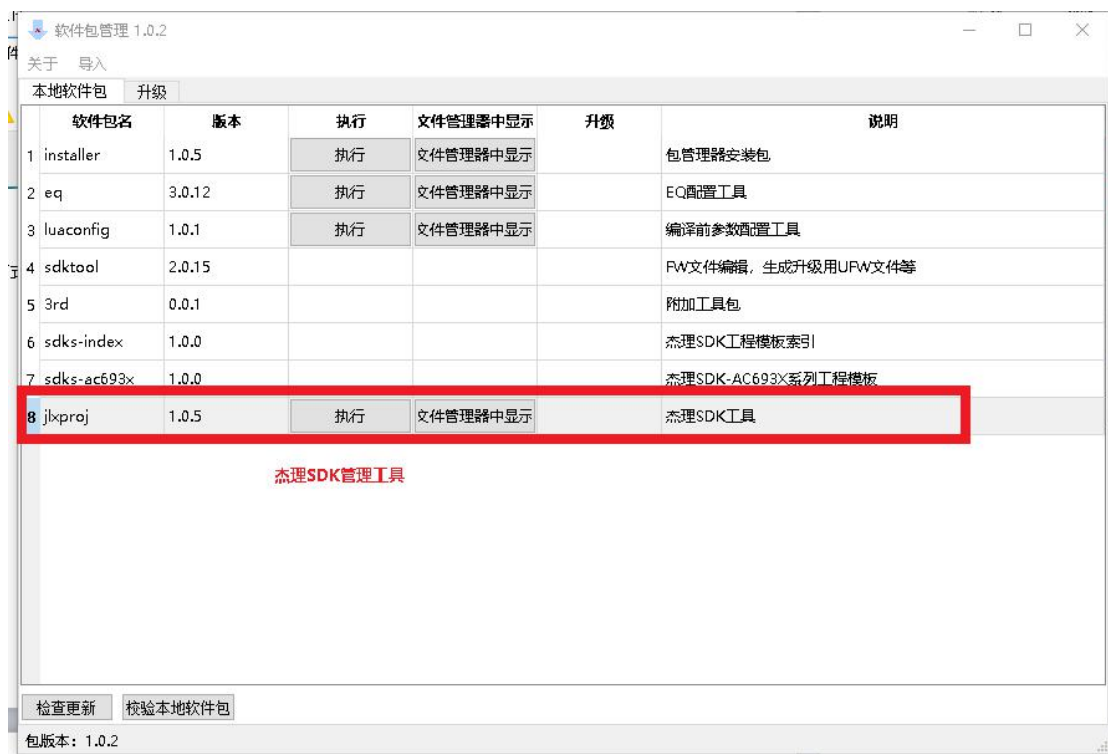 软件包管理 1.0.2
关于 导入
本地软件包 升级
软件包名 版本 执行 文件管理器中显示 升级 说明
1 installer 1.0.5 执行 文件管理器中显示 包管理器安装包
2 eq 3.0.12 执行 文件管理器中显示 EQ配置工具
3 luaconfig 1.0.1 执行 文件管理器中显示 编译前参数配置工具
4 sdktool 2.0.15 FW文件编辑，生成升级用UFW文件等
5 3rd 0.0.1 附加工具包
6 sdks-index 1.0.0 杰理SDK工程模板索引
7 sdks-ac693x 1.0.0 杰理SDK-AC693X系列工程模板
8 jlxproj 1.0.5 执行 文件管理器中显示 杰理SDK工具
杰理SDK管理工具
检查更新 校验本地软件包
包版本：1.0.2